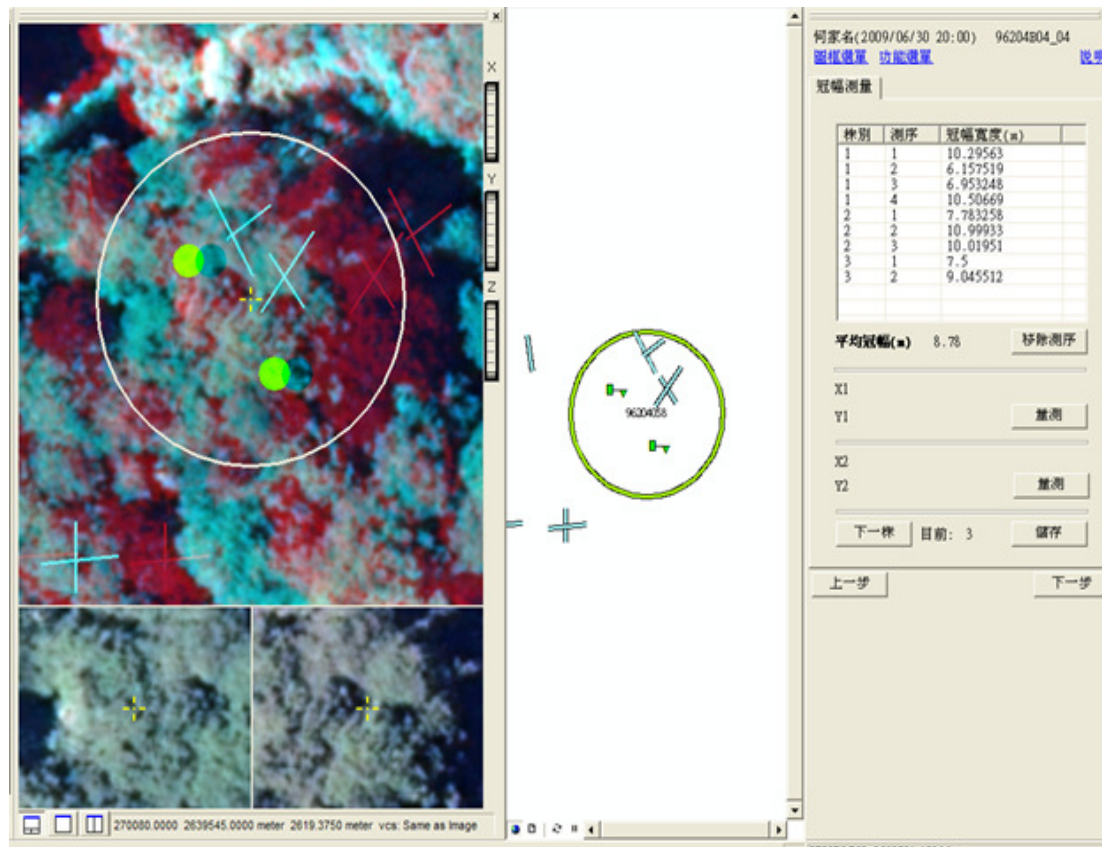 何家名(2009/06/30 20:00) 96204B04_04
圖框選單 功能選單 說明
冠幅測量
株別 測序 冠幅寬度(m)
1 1 10.29563
1 2 6.157519
1 3 6.953248
1 4 10.50669
2 1 7.783258
2 2 10.99933
2 3 10.01951
3 1 7.5
3 2 9.045512
平均冠幅(m) 8.78 移除測序
X1
Y1 量測
X2
Y2 量測
下一株 目前: 3 儲存
上一步 下一步
X
Y
Z
96204058
270080.0000 2639545.0000 meter 2619.3750 meter vcs: Same as Image